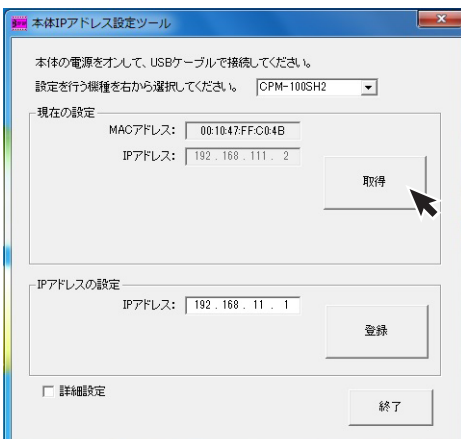 本体IPアドレス設定ツール
本体の電源をオンして、USBケーブルで接続してください。
設定を行う機種を右から選択してください。 CPM-100SH2
現在の設定
MACアドレス: 00:10:47:FF:C0:4B
IPアドレス: 192 . 168 . 111 . 2
取得
IPアドレスの設定
IPアドレス: 192 . 168 . 11 . 1
登録
詳細設定
終了